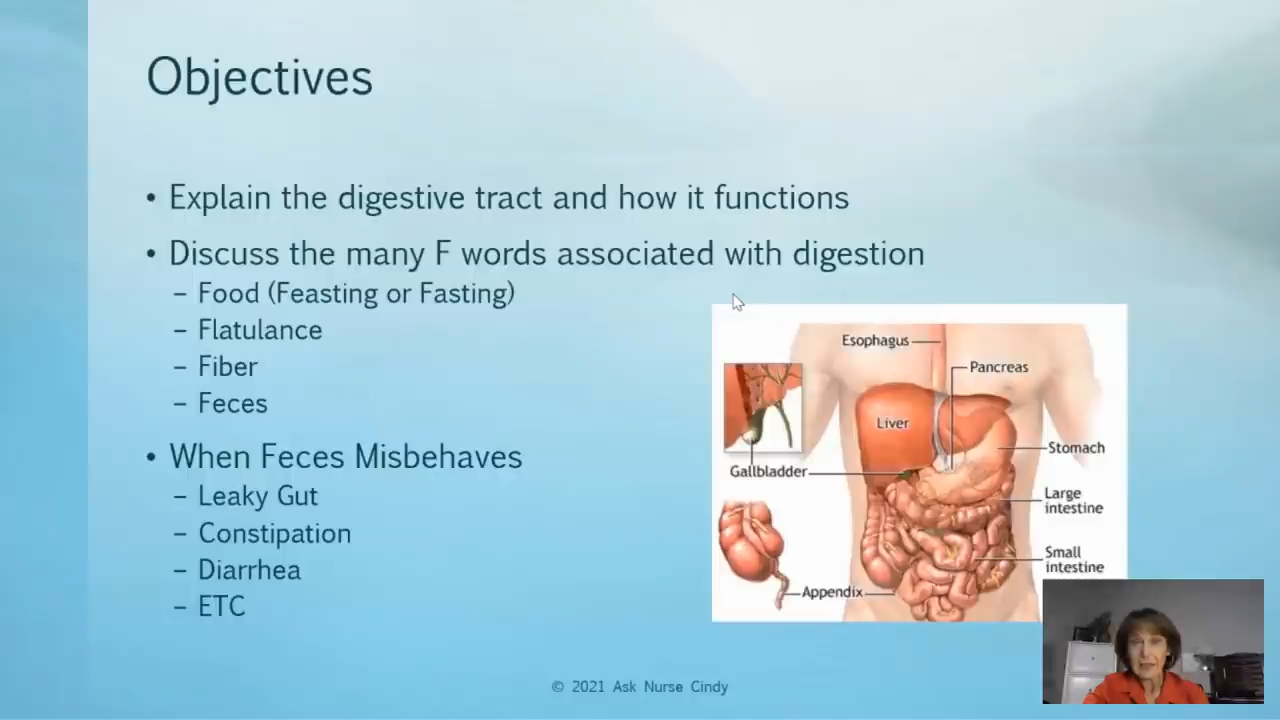 Objectives
• Explain the digestive tract and how it functions
• Discuss the many F words associated with digestion
– Food (Feasting or Fasting)
– Flatulance
– Fiber
– Feces
• When Feces Misbehaves
– Leaky Gut
– Constipation
– Diarrhea
– ETC
Esophagus
Pancreas
Liver
Stomach
Gallbladder
Large
intestine
Small
intestine
Appendix
© 2021 Ask Nurse Cindy